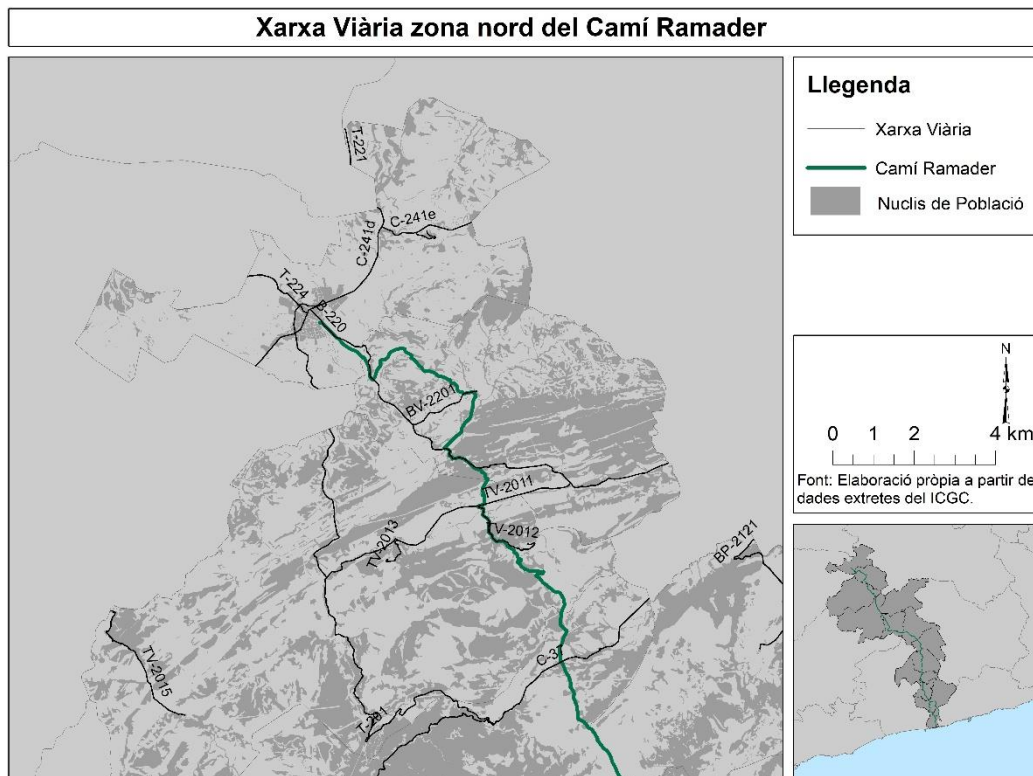 Xarxa Viària zona nord del Camí Ramader
T-221
C-241e
C-241d
T-224
B-220
BV-2201
TV-2011
TV-2012
TV-2013
BP-2121
C-37
TV-2015
T-201
Llegenda
Xarxa Viària
Camí Ramader
Nuclis de Població
N
0 1 2 4 km
Font: Elaboració pròpia a partir de
dades extretes del ICGC.